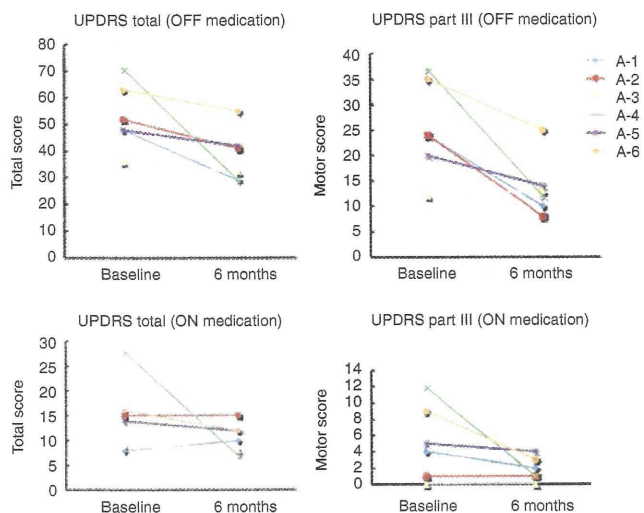 UPDRS total (OFF medication)
80
70
60
50
40
30
20
10
0
Total score
Baseline 6 months
UPDRS part III (OFF medication)
40
35
30
25
20
15
10
5
0
Motor score
Baseline 6 months
A-1
A-2
A-3
A-4
A-5
A-6
UPDRS total (ON medication)
30
25
20
15
10
5
0
Total score
Baseline 6 months
UPDRS part III (ON medication)
14
12
10
8
6
4
2
0
Motor score
Baseline 6 months